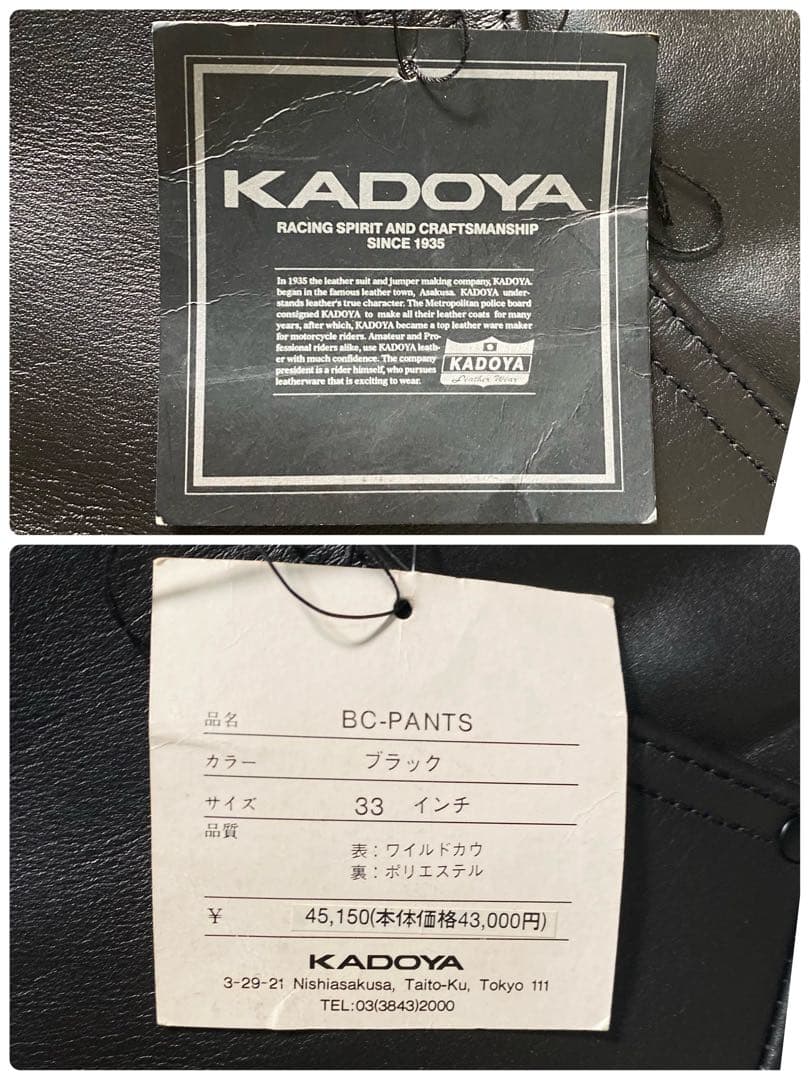 KADOYA
RACING SPIRIT AND CRAFTSMANSHIP
SINCE 1935
In 1935 the leather suit and jumper making company, KADOYA.
began in the famous leather town, Asakusa. KADOYA under-
stands leather's true character. The Metropolitan police board
consigned KADOYA to make all their leather coats for many
years, after which, KADOYA became a top leather ware maker
for motorcycle riders. Amateur and Pro-
fessional riders alike, use KADOYA leath-
er with much confidence. The company
president is a rider himself, who pursues
leatherware that is exciting to wear.
KADOYA
Leather Wear
品名 BC-PANTS
カラー ブラック
サイズ 33 インチ
品質
表:ワイルドカウ
裏:ポリエステル
¥ 45,150(本体価格43,000円)
KADOYA
3-29-21 Nishiasakusa, Taito-Ku, Tokyo 111
TEL:03(3843)2000